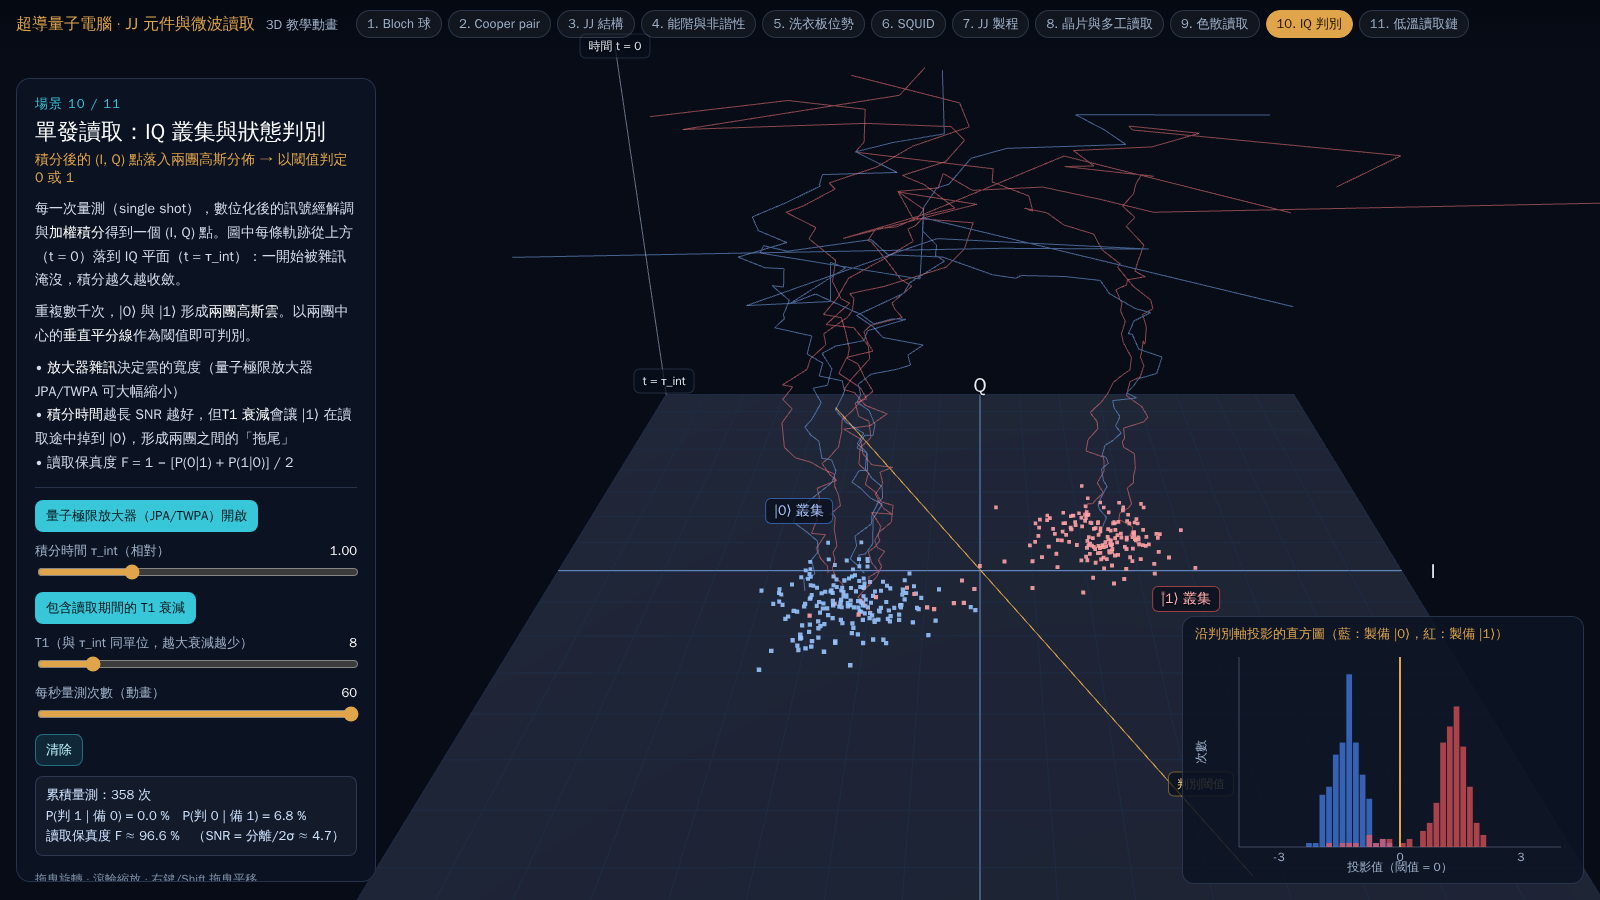 超導量子電腦 · JJ 元件與微波讀取
3D 教學動畫
1. Bloch 球
2. Cooper pair
3. JJ 結構
4. 能階與非諧性
5. 洗衣板位勢
6. SQUID
7. JJ 製程
8. 晶片與多工讀取
9. 色散讀取
10. IQ 判別
11. 低溫讀取鏈
時間 t = 0
場景 10 / 11
單發讀取：IQ 叢集與狀態判別
積分後的 (I, Q) 點落入兩團高斯分佈 → 以閾值判定
0 或 1
每一次量測（single shot），數位化後的訊號經解調
與加權積分得到一個 (I, Q) 點。圖中每條軌跡從上方
（t = 0）落到 IQ 平面（t = τ_int）：一開始被雜訊
淹沒，積分越久越收斂。
重複數千次，|0⟩ 與 |1⟩ 形成兩團高斯雲。以兩團中
心的垂直平分線作為閾值即可判別。
• 放大器雜訊決定雲的寬度（量子極限放大器
JPA/TWPA 可大幅縮小）
• 積分時間越長 SNR 越好，但T1 衰減會讓 |1⟩ 在讀
取途中掉到 |0⟩，形成兩團之間的「拖尾」
• 讀取保真度 F = 1 − [P(0|1) + P(1|0)] / 2
量子極限放大器（JPA/TWPA）開啟
積分時間 τ_int（相對） 1.00
包含讀取期間的 T1 衰減
T1（與 τ_int 同單位，越大衰減越少） 8
每秒量測次數（動畫） 60
清除
累積量測：358 次
P(判 1 | 備 0) = 0.0 % P(判 0 | 備 1) = 6.8 %
讀取保真度 F ≈ 96.6 % （SNR = 分離/2σ ≈ 4.7）
拖曳旋轉 · 滾輪縮放 · 右鍵/Shift 拖曳平移
t = τ_int
Q
I
|0⟩ 叢集
|1⟩ 叢集
判別閾值
沿判別軸投影的直方圖（藍：製備 |0⟩，紅：製備 |1⟩）
次數
-3
0
3
投影值（閾值 = 0）